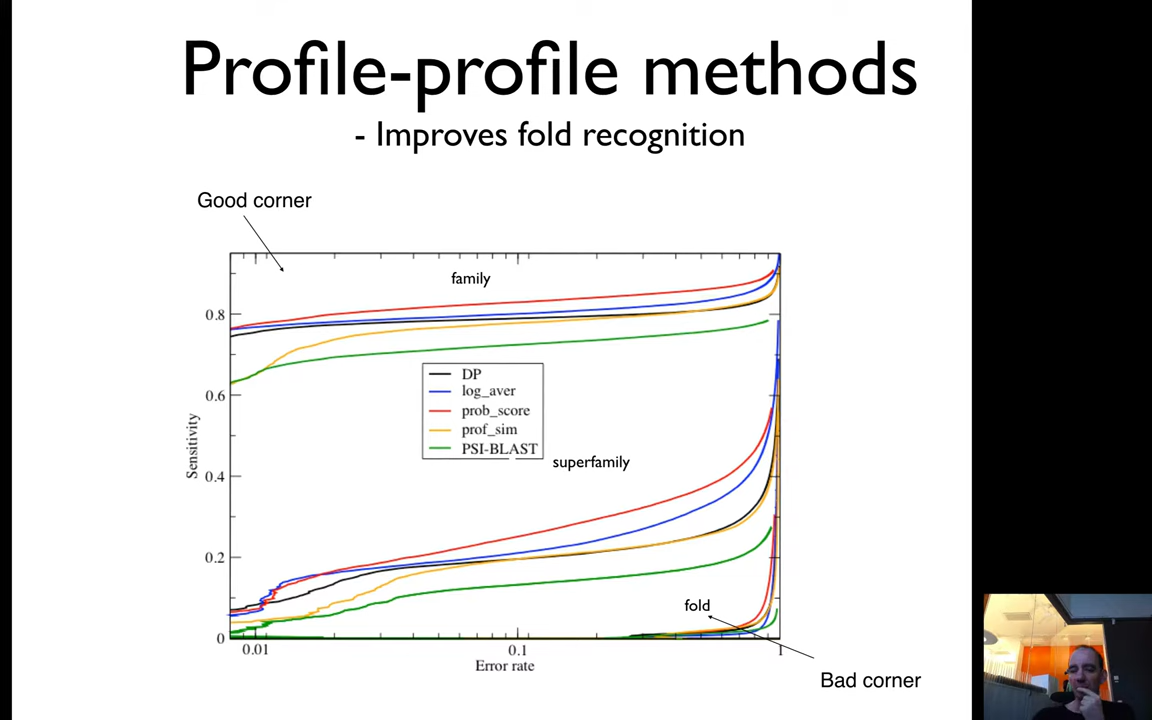 Profile-profile methods
- Improves fold recognition
Good corner
family
0.8
DP
log_aver
prob_score
prof_sim
PSI-BLAST
0.6
Sensitivity
superfamily
0.4
0.2
fold
0
0.01
0.1
1
Error rate
Bad corner